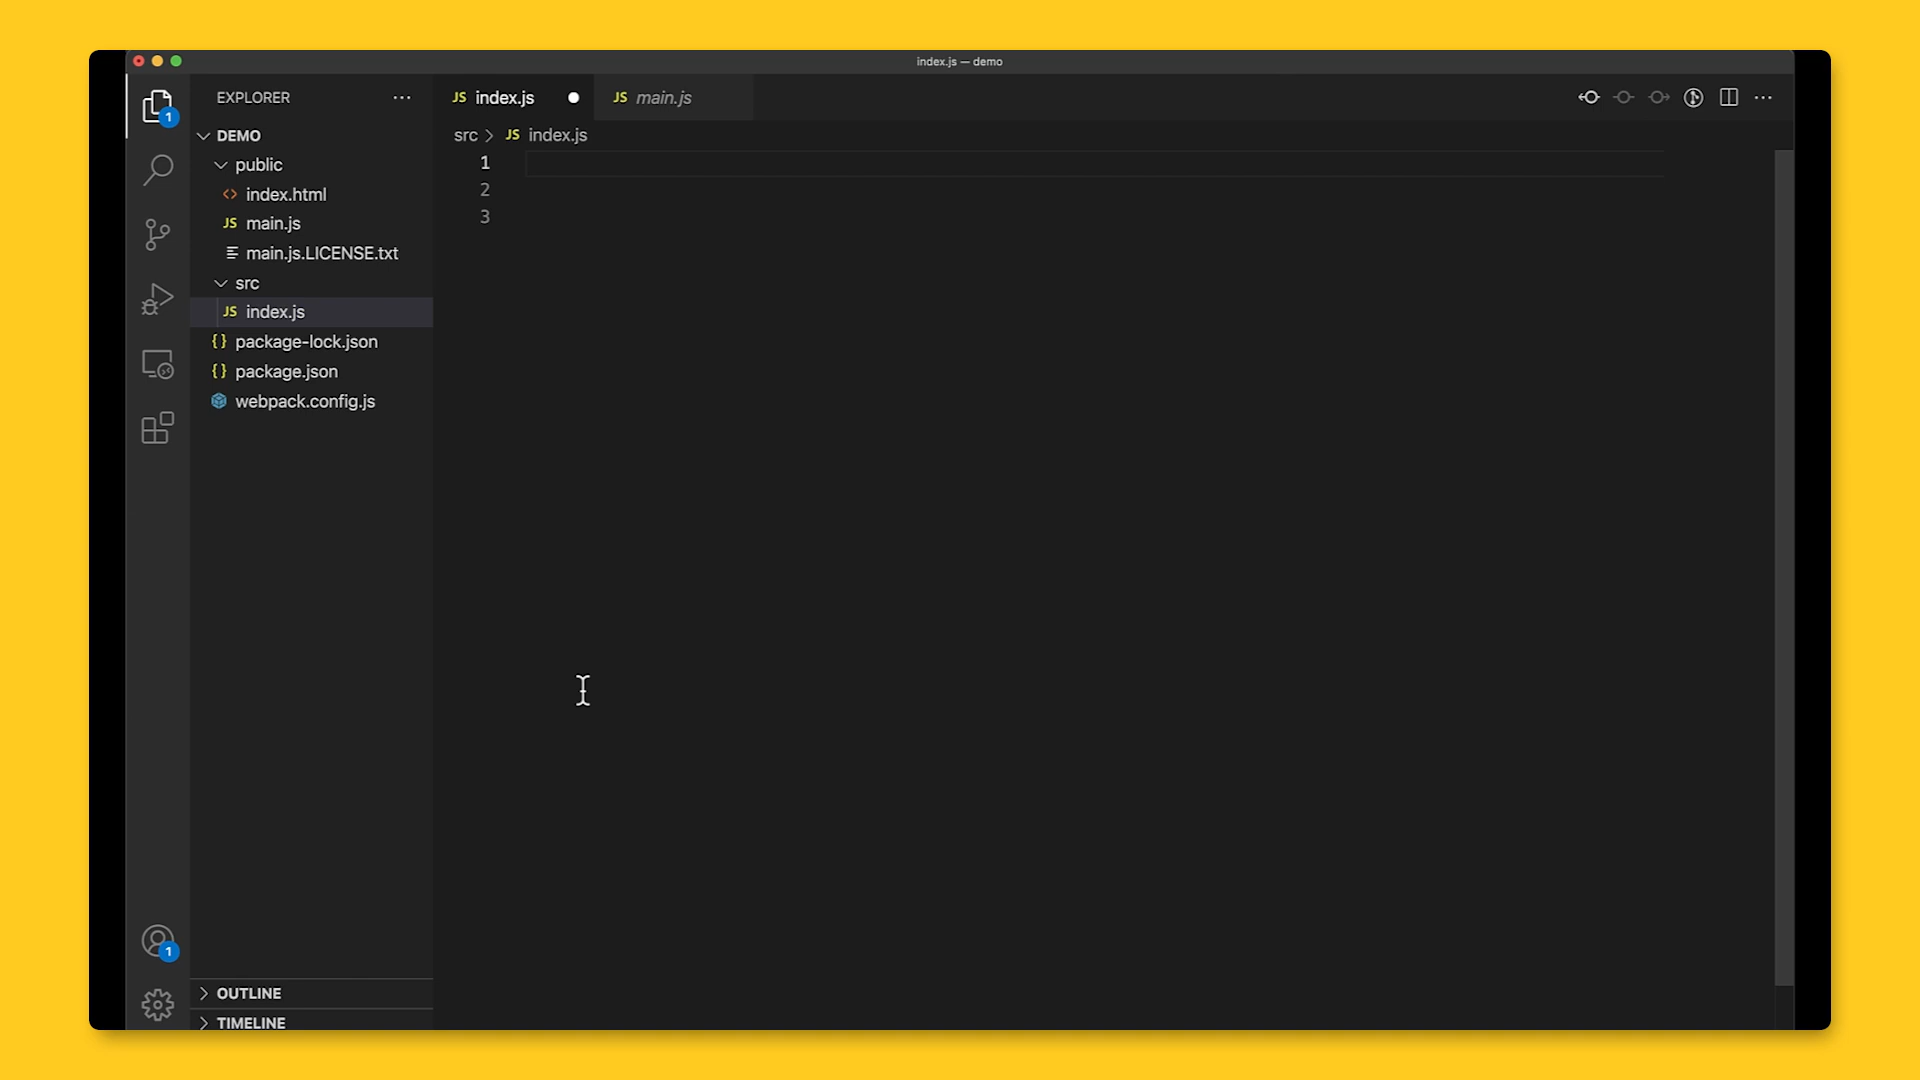 index.js — demo
EXPLORER
JS index.js
JS main.js
DEMO
src > JS index.js
public
<> index.html
JS main.js
main.js.LICENSE.txt
src
JS index.js
{} package-lock.json
{} package.json
webpack.config.js
1
2
3
1
1
OUTLINE
TIMELINE